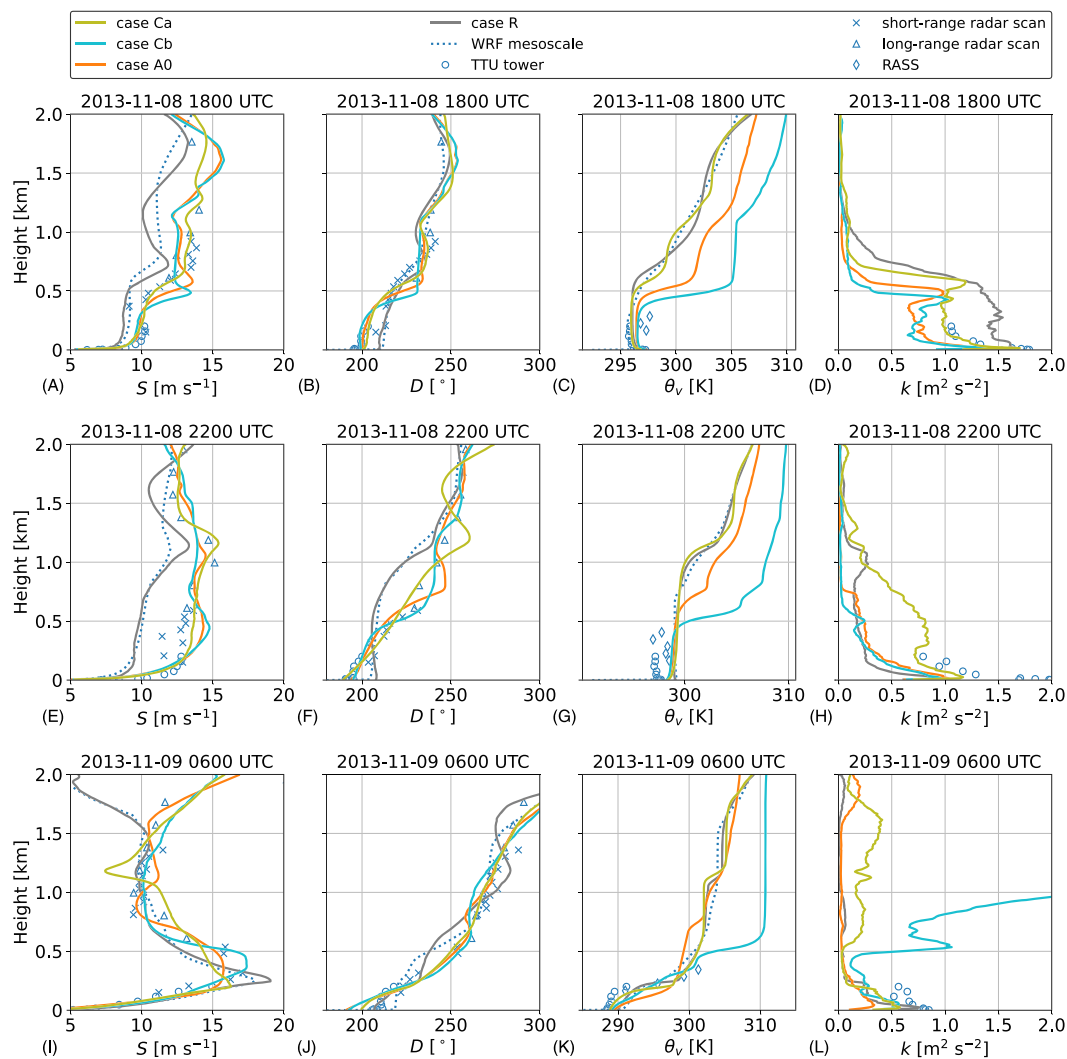 case Ca
case Cb
case A0
case R
WRF mesoscale
TTU tower
short-range radar scan
long-range radar scan
RASS
2013-11-08 1800 UTC 2013-11-08 1800 UTC 2013-11-08 1800 UTC 2013-11-08 1800 UTC
2.0
1.5
1.0
0.5
0
Height [km]
5 10 15 20 200 250 300 295 300 305 310 0.0 0.5 1.0 1.5 2.0
(A) S [m s⁻¹] (B) D [°] (C) θᵥ [K] (D) k [m² s⁻²]
2013-11-08 2200 UTC 2013-11-08 2200 UTC 2013-11-08 2200 UTC 2013-11-08 2200 UTC
2.0
1.5
1.0
0.5
0
Height [km]
5 10 15 20 200 250 300 300 305 310 0.0 0.5 1.0 1.5 2.0
(E) S [m s⁻¹] (F) D [°] (G) θᵥ [K] (H) k [m² s⁻²]
2013-11-09 0600 UTC 2013-11-09 0600 UTC 2013-11-09 0600 UTC 2013-11-09 0600 UTC
2.0
1.5
1.0
0.5
0
Height [km]
5 10 15 20 200 250 300 290 300 310 0.0 0.5 1.0 1.5 2.0
(I) S [m s⁻¹] (J) D [°] (K) θᵥ [K] (L) k [m² s⁻²]